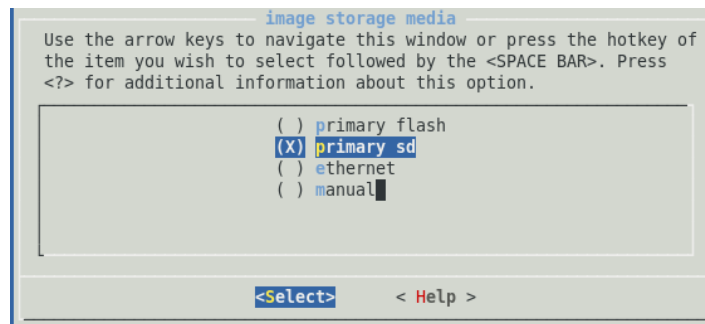 image storage media
Use the arrow keys to navigate this window or press the hotkey of
the item you wish to select followed by the <SPACE BAR>. Press
<?> for additional information about this option.
( ) primary flash
(X) primary sd
( ) ethernet
( ) manual
<Select> < Help >